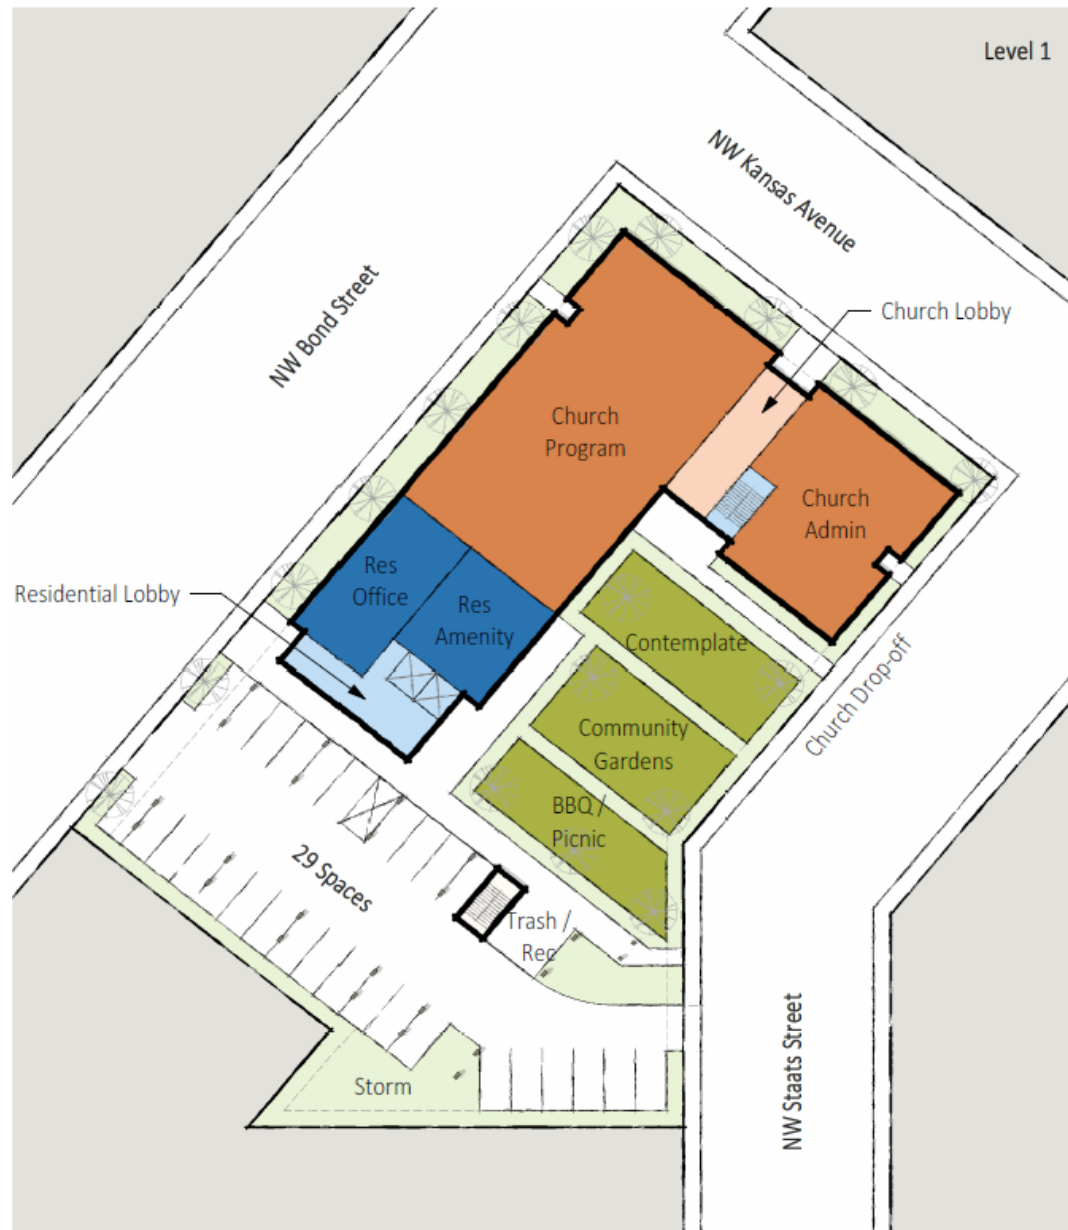 Level 1
NW Kansas Avenue
NW Bond Street
Church Lobby
Church
Program
Church
Admin
Res
Office
Res
Amenity
Residential Lobby
Contemplate
Church Drop-off
Community
Gardens
BBQ /
Picnic
29 Spaces
Trash /
Rec
Storm
NW Staats Street